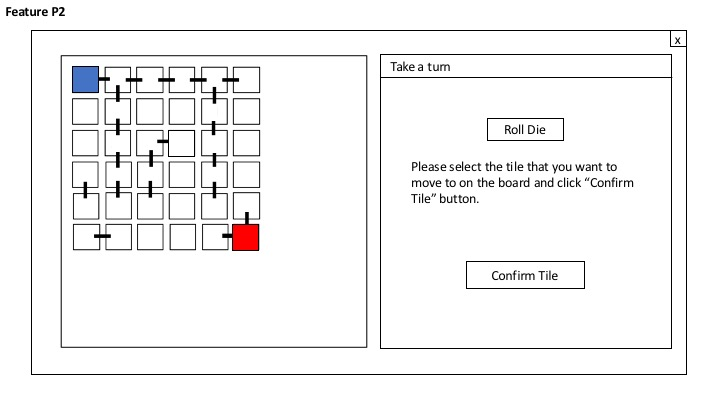 Feature P2
x
Take a turn
Roll Die
Please select the tile that you want to
move to on the board and click “Confirm
Tile” button.
Confirm Tile